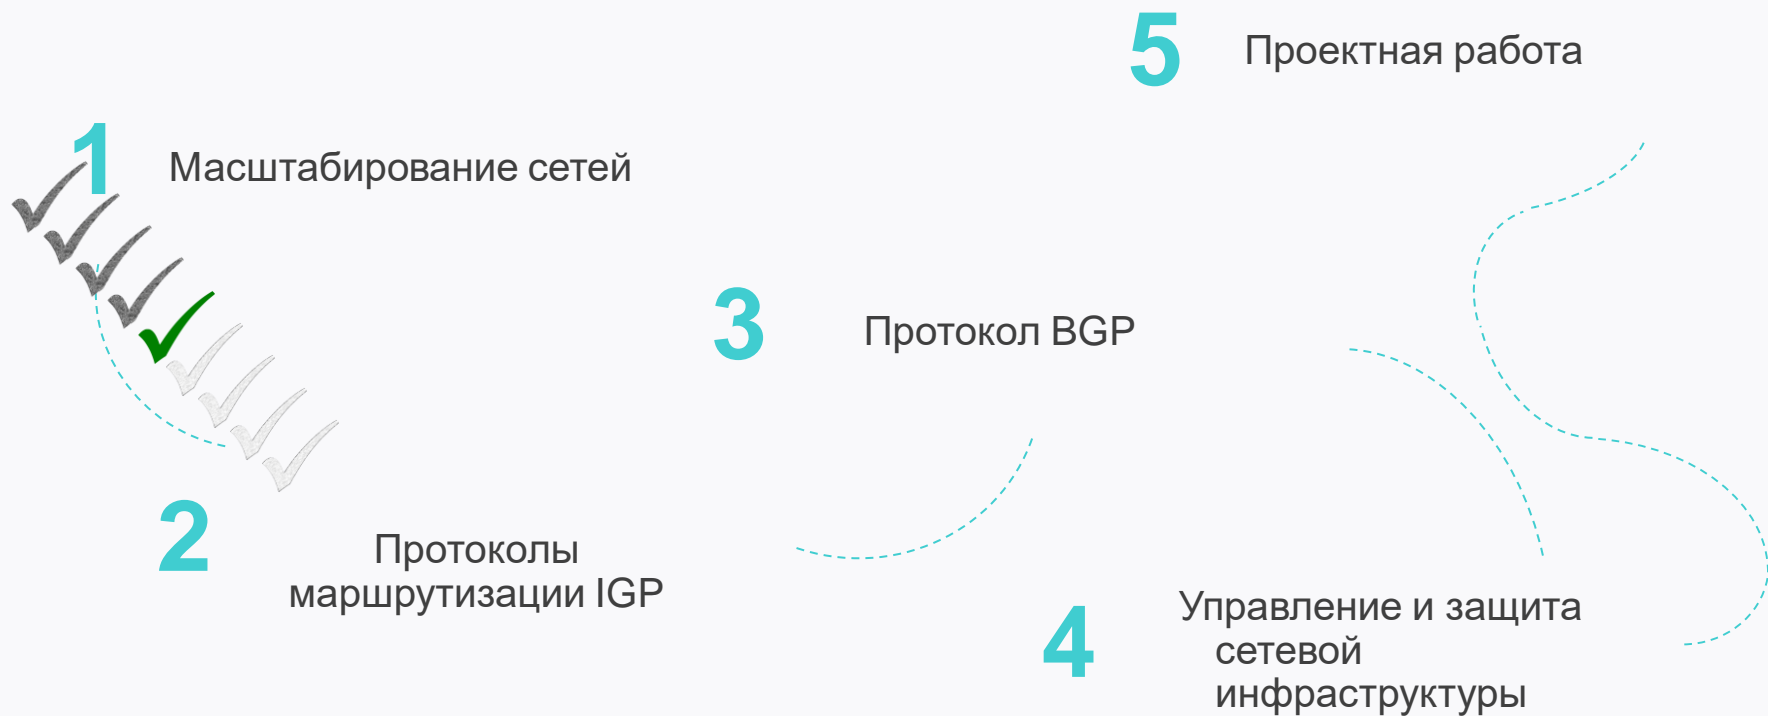 1
Масштабирование сетей
2
Протоколы
маршрутизации IGP
3
Протокол BGP
4
Управление и защита
сетевой
инфраструктуры
5
Проектная работа